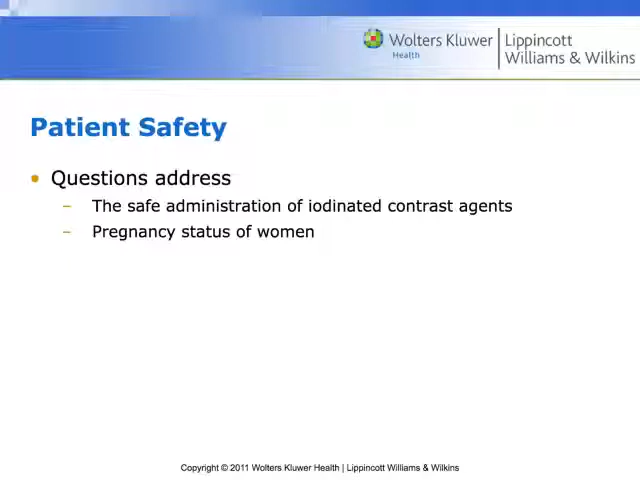 Wolters Kluwer
Health
Lippincott
Williams & Wilkins
Patient Safety
• Questions address
– The safe administration of iodinated contrast agents
– Pregnancy status of women
Copyright © 2011 Wolters Kluwer Health | Lippincott Williams & Wilkins